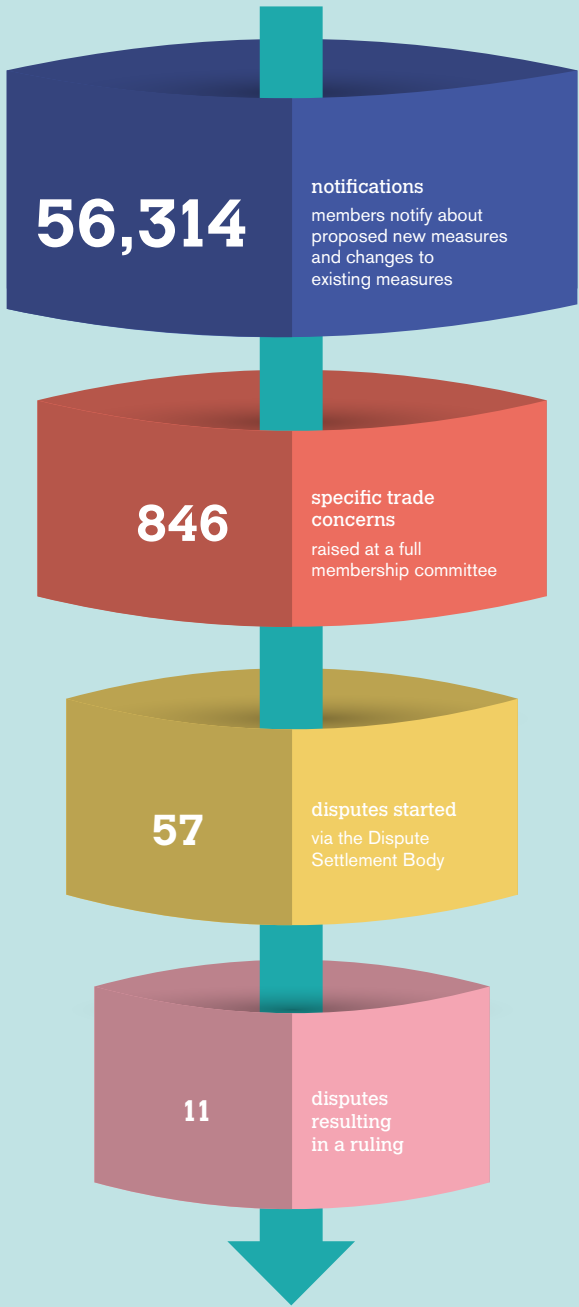 56,314
notifications
members notify about
proposed new measures
and changes to
existing measures
846
specific trade
concerns
raised at a full
membership committee
57
disputes started
via the Dispute
Settlement Body
11
disputes
resulting
in a ruling